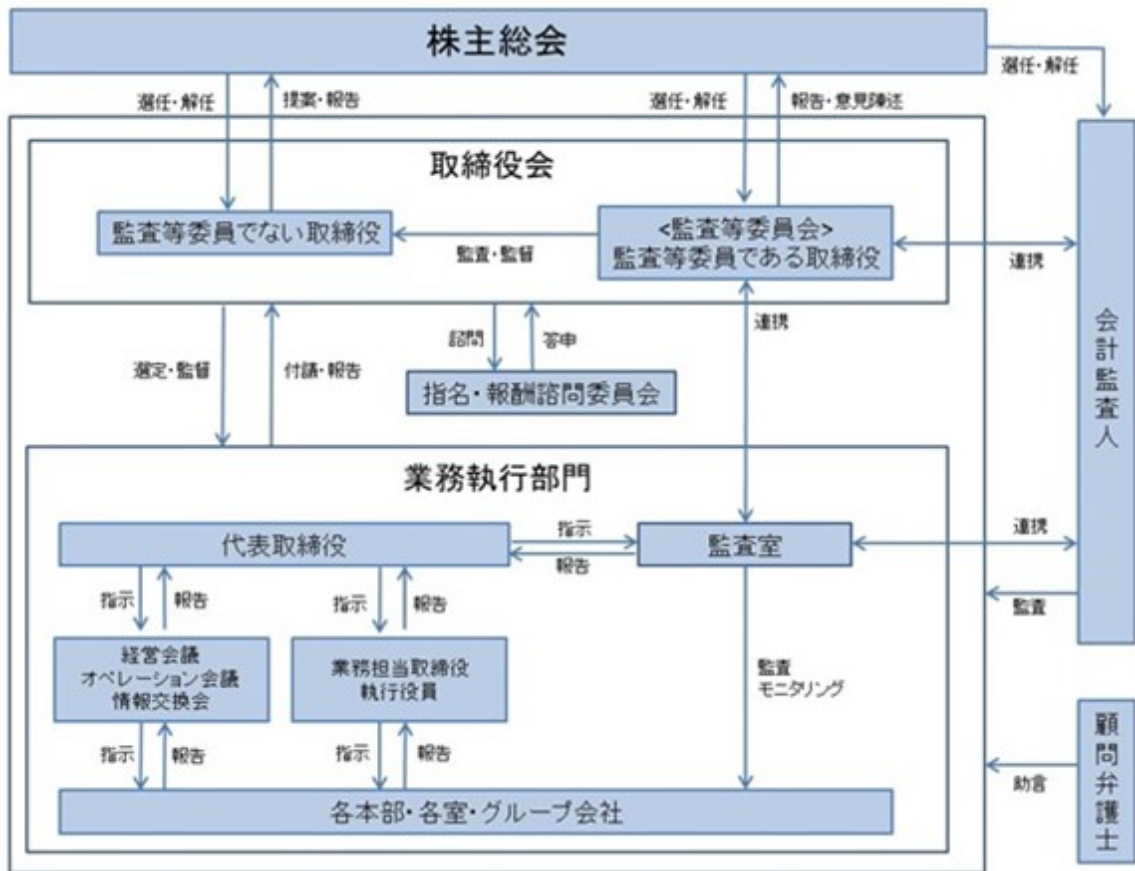 株主総会
選任・解任
選任・解任
提案・報告
選任・解任
報告・意見陳述
取締役会
監査等委員でない取締役
監査・監督
<監査等委員会>
監査等委員である取締役
連携
会計監査人
選定・監督
付議・報告
諮問
答申
連携
指名・報酬諮問委員会
業務執行部門
代表取締役
指示
報告
監査室
連携
監査
指示
報告
指示
報告
経営会議
オペレーション会議
情報交換会
業務担当取締役
執行役員
監査
モニタリング
指示
報告
指示
報告
助言
顧問弁護士
各本部・各室・グループ会社